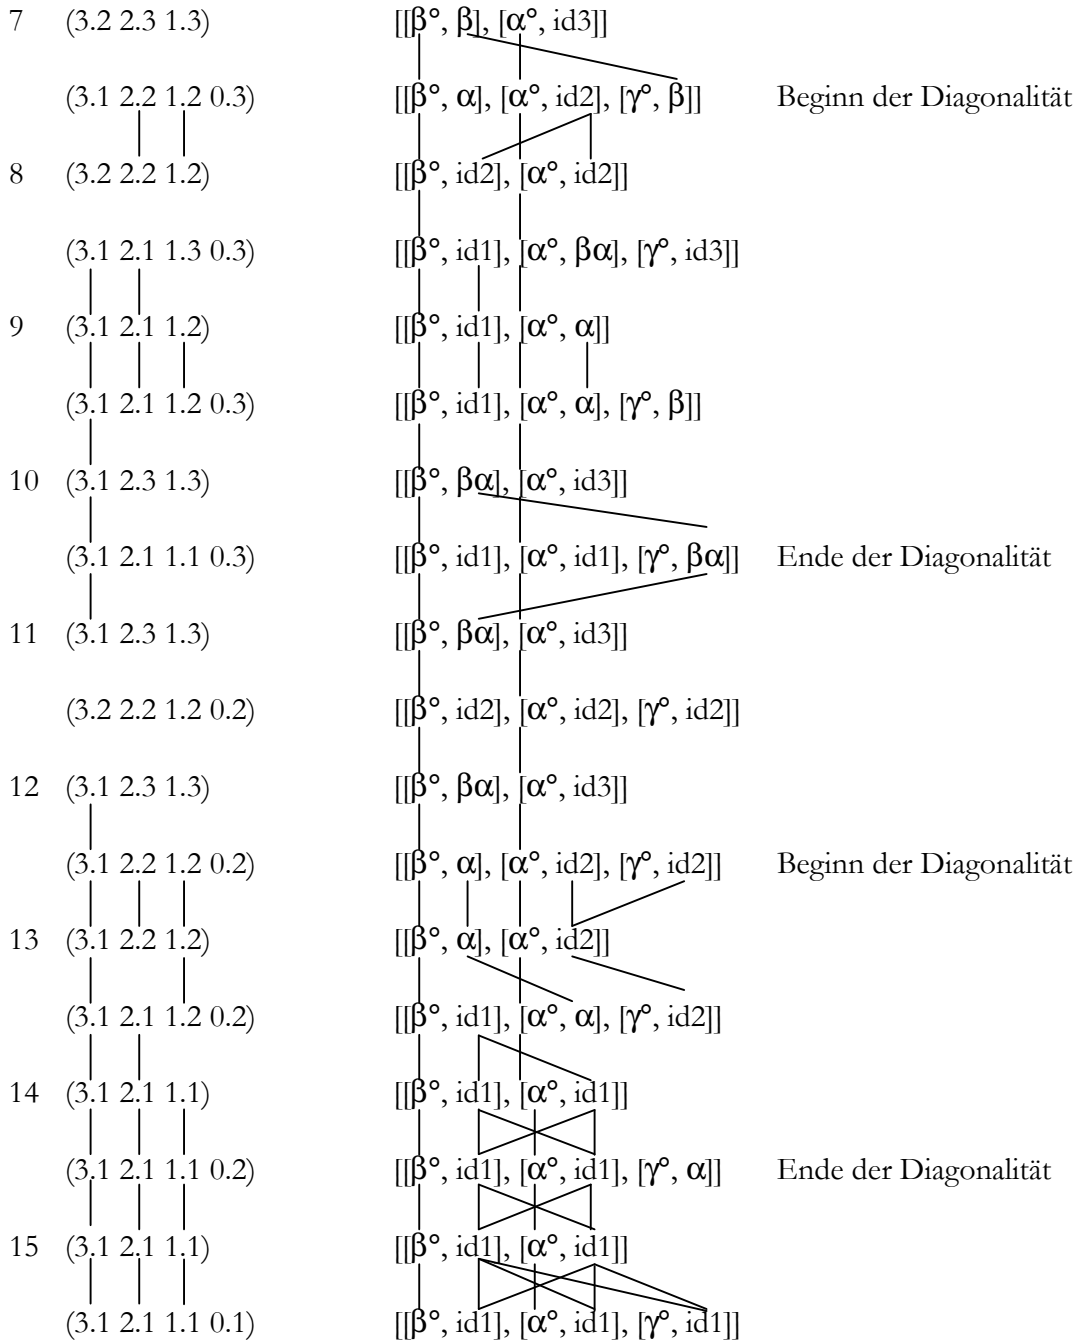 7 (3.2 2.3 1.3) [[β°, β], [α°, id3]]
(3.1 2.2 1.2 0.3) [[β°, α], [α°, id2], [γ°, β]] Beginn der Diagonalität
8 (3.2 2.2 1.2) [[β°, id2], [α°, id2]]
(3.1 2.1 1.3 0.3) [[β°, id1], [α°, βα], [γ°, id3]]
9 (3.1 2.1 1.2) [[β°, id1], [α°, α]]
(3.1 2.1 1.2 0.3) [[β°, id1], [α°, α], [γ°, β]]
10 (3.1 2.3 1.3) [[β°, βα], [α°, id3]]
(3.1 2.1 1.1 0.3) [[β°, id1], [α°, id1], [γ°, βα]] Ende der Diagonalität
11 (3.1 2.3 1.3) [[β°, βα], [α°, id3]]
(3.2 2.2 1.2 0.2) [[β°, id2], [α°, id2], [γ°, id2]]
12 (3.1 2.3 1.3) [[β°, βα], [α°, id3]]
(3.1 2.2 1.2 0.2) [[β°, α], [α°, id2], [γ°, id2]] Beginn der Diagonalität
13 (3.1 2.2 1.2) [[β°, α], [α°, id2]]
(3.1 2.1 1.2 0.2) [[β°, id1], [α°, α], [γ°, id2]]
14 (3.1 2.1 1.1) [[β°, id1], [α°, id1]]
(3.1 2.1 1.1 0.2) [[β°, id1], [α°, id1], [γ°, α]] Ende der Diagonalität
15 (3.1 2.1 1.1) [[β°, id1], [α°, id1]]
(3.1 2.1 1.1 0.1) [[β°, id1], [α°, id1], [γ°, id1]]